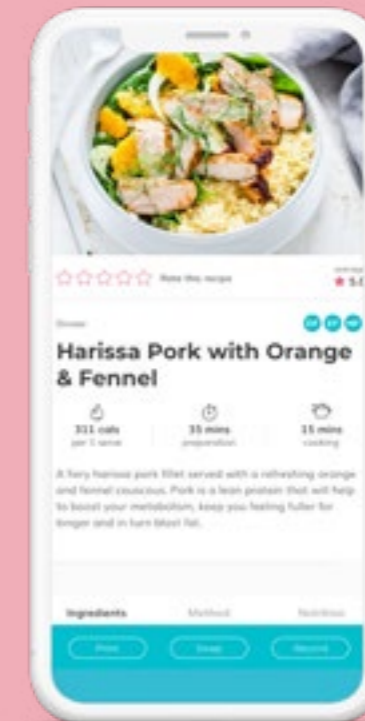 Rate this recipe
5.0
Dinner
Harissa Pork with Orange
& Fennel
311 cals
35 mins
15 mins
per 1 serve
preparation
cooking
A fiery harissa pork fillet served with a refreshing orange
and fennel couscous. Pork is a lean protein that will help
to boost your metabolism, keep you feeling fuller for
longer and in turn blast fat.
Ingredients
Method
Nutrition
Print
Swap
Record